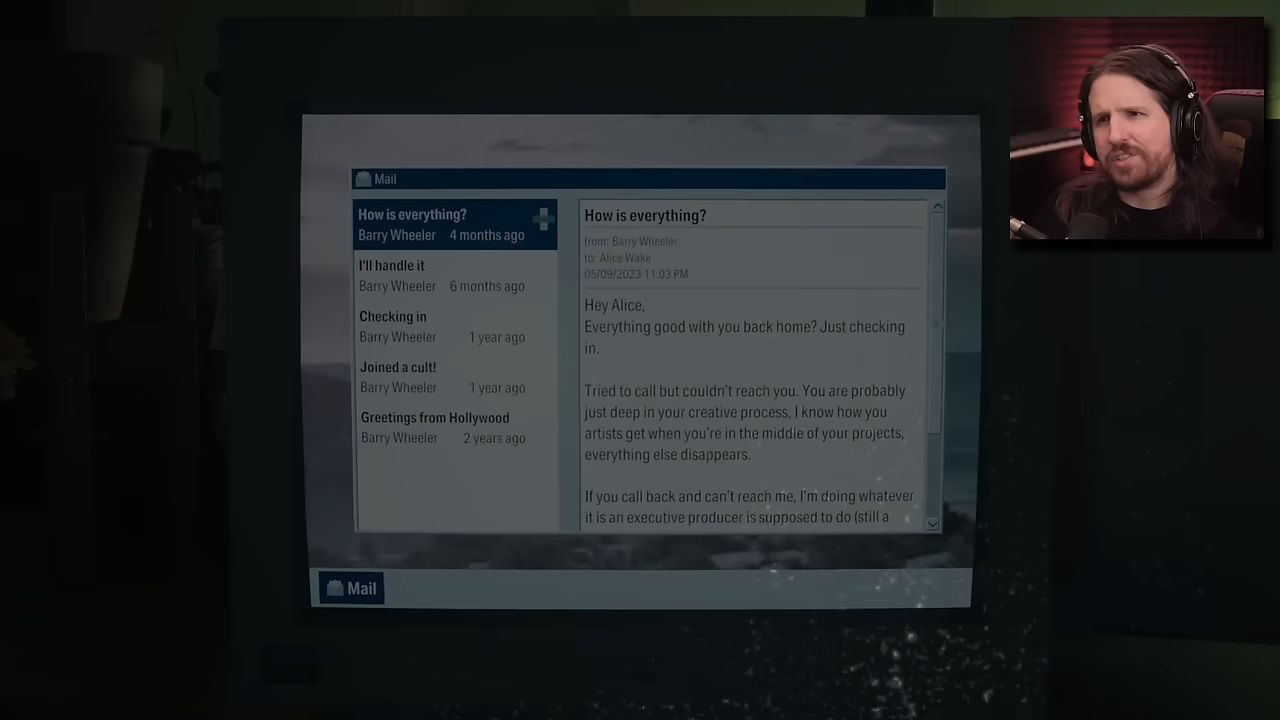 Mail
How is everything?
Barry Wheeler 4 months ago
I'll handle it
Barry Wheeler 6 months ago
Checking in
Barry Wheeler 1 year ago
Joined a cult!
Barry Wheeler 1 year ago
Greetings from Hollywood
Barry Wheeler 2 years ago
How is everything?
from: Barry Wheeler
to: Alice Wake
05/09/2023 11:03 PM
Hey Alice,
Everything good with you back home? Just checking
in.
Tried to call but couldn't reach you. You are probably
just deep in your creative process, I know how you
artists get when you're in the middle of your projects,
everything else disappears.
If you call back and can't reach me, I'm doing whatever
it is an executive producer is supposed to do (still a
Mail